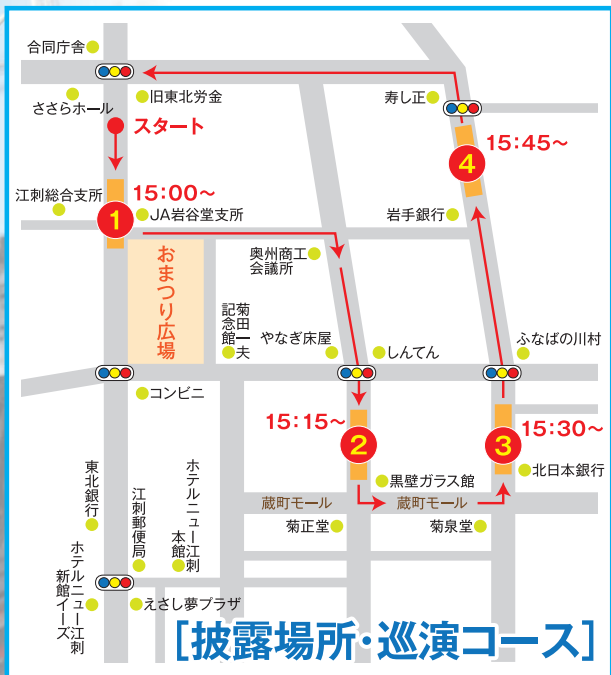 合同庁舎
ささらホール
旧東北労金
スタート
寿し正
15:45~
4
江刺総合支所
15:00~
1
JA岩谷堂支所
岩手銀行
おまつり広場
奥州商工
会議所
菊田一夫
記念館
やなぎ床屋
しんてん
ふなばの川村
コンビニ
15:15~
2
15:30~
3
北日本銀行
黒壁ガラス館
蔵町モール
蔵町モール
菊正堂
菊泉堂
東北銀行
江刺郵便局
ホテルニュー江刺
本館
ホテルニュー江刺
新館イーズ
えさし夢プラザ
[披露場所・巡演コース]